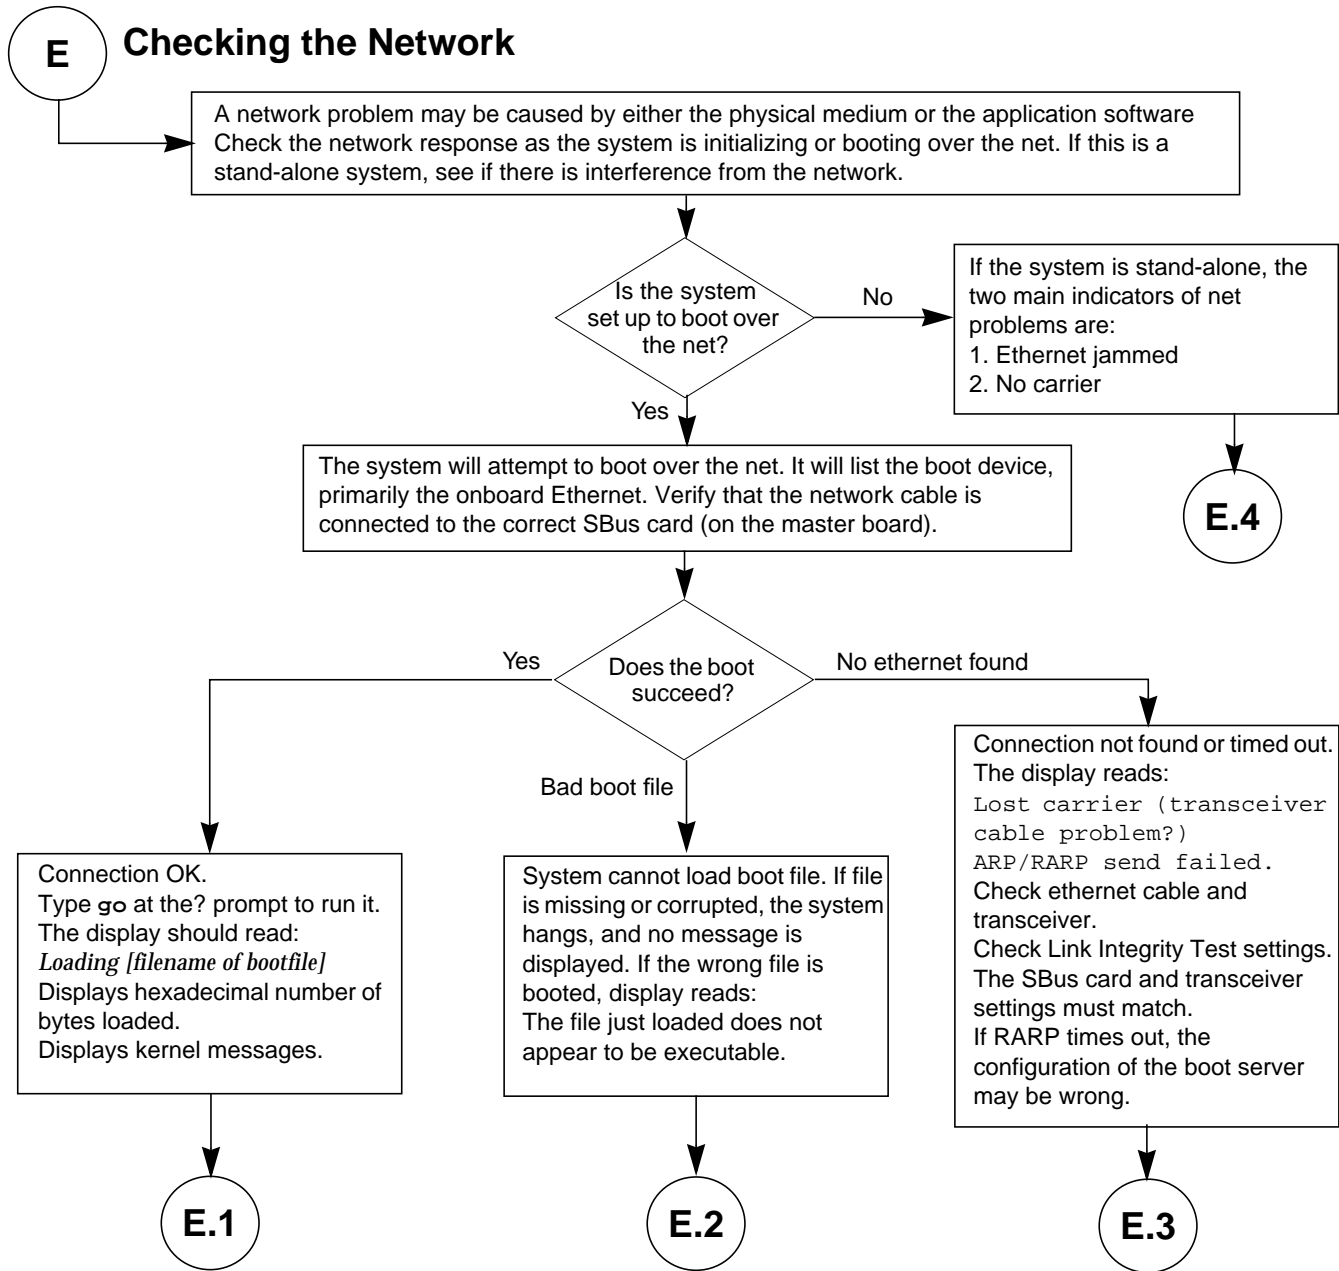 E
Checking the Network
A network problem may be caused by either the physical medium or the application software
Check the network response as the system is initializing or booting over the net. If this is a
stand-alone system, see if there is interference from the network.
Is the system
set up to boot over
the net?
No
If the system is stand-alone, the
two main indicators of net
problems are:
1. Ethernet jammed
2. No carrier
Yes
E.4
The system will attempt to boot over the net. It will list the boot device,
primarily the onboard Ethernet. Verify that the network cable is
connected to the correct SBus card (on the master board).
Does the boot
succeed?
Yes
No ethernet found
Bad boot file
Connection OK.
Type go at the? prompt to run it.
The display should read:
Loading [filename of bootfile]
Displays hexadecimal number of
bytes loaded.
Displays kernel messages.
System cannot load boot file. If file
is missing or corrupted, the system
hangs, and no message is
displayed. If the wrong file is
booted, display reads:
The file just loaded does not
appear to be executable.
Connection not found or timed out.
The display reads:
Lost carrier (transceiver
cable problem?)
ARP/RARP send failed.
Check ethernet cable and
transceiver.
Check Link Integrity Test settings.
The SBus card and transceiver
settings must match.
If RARP times out, the
configuration of the boot server
may be wrong.
E.1
E.2
E.3